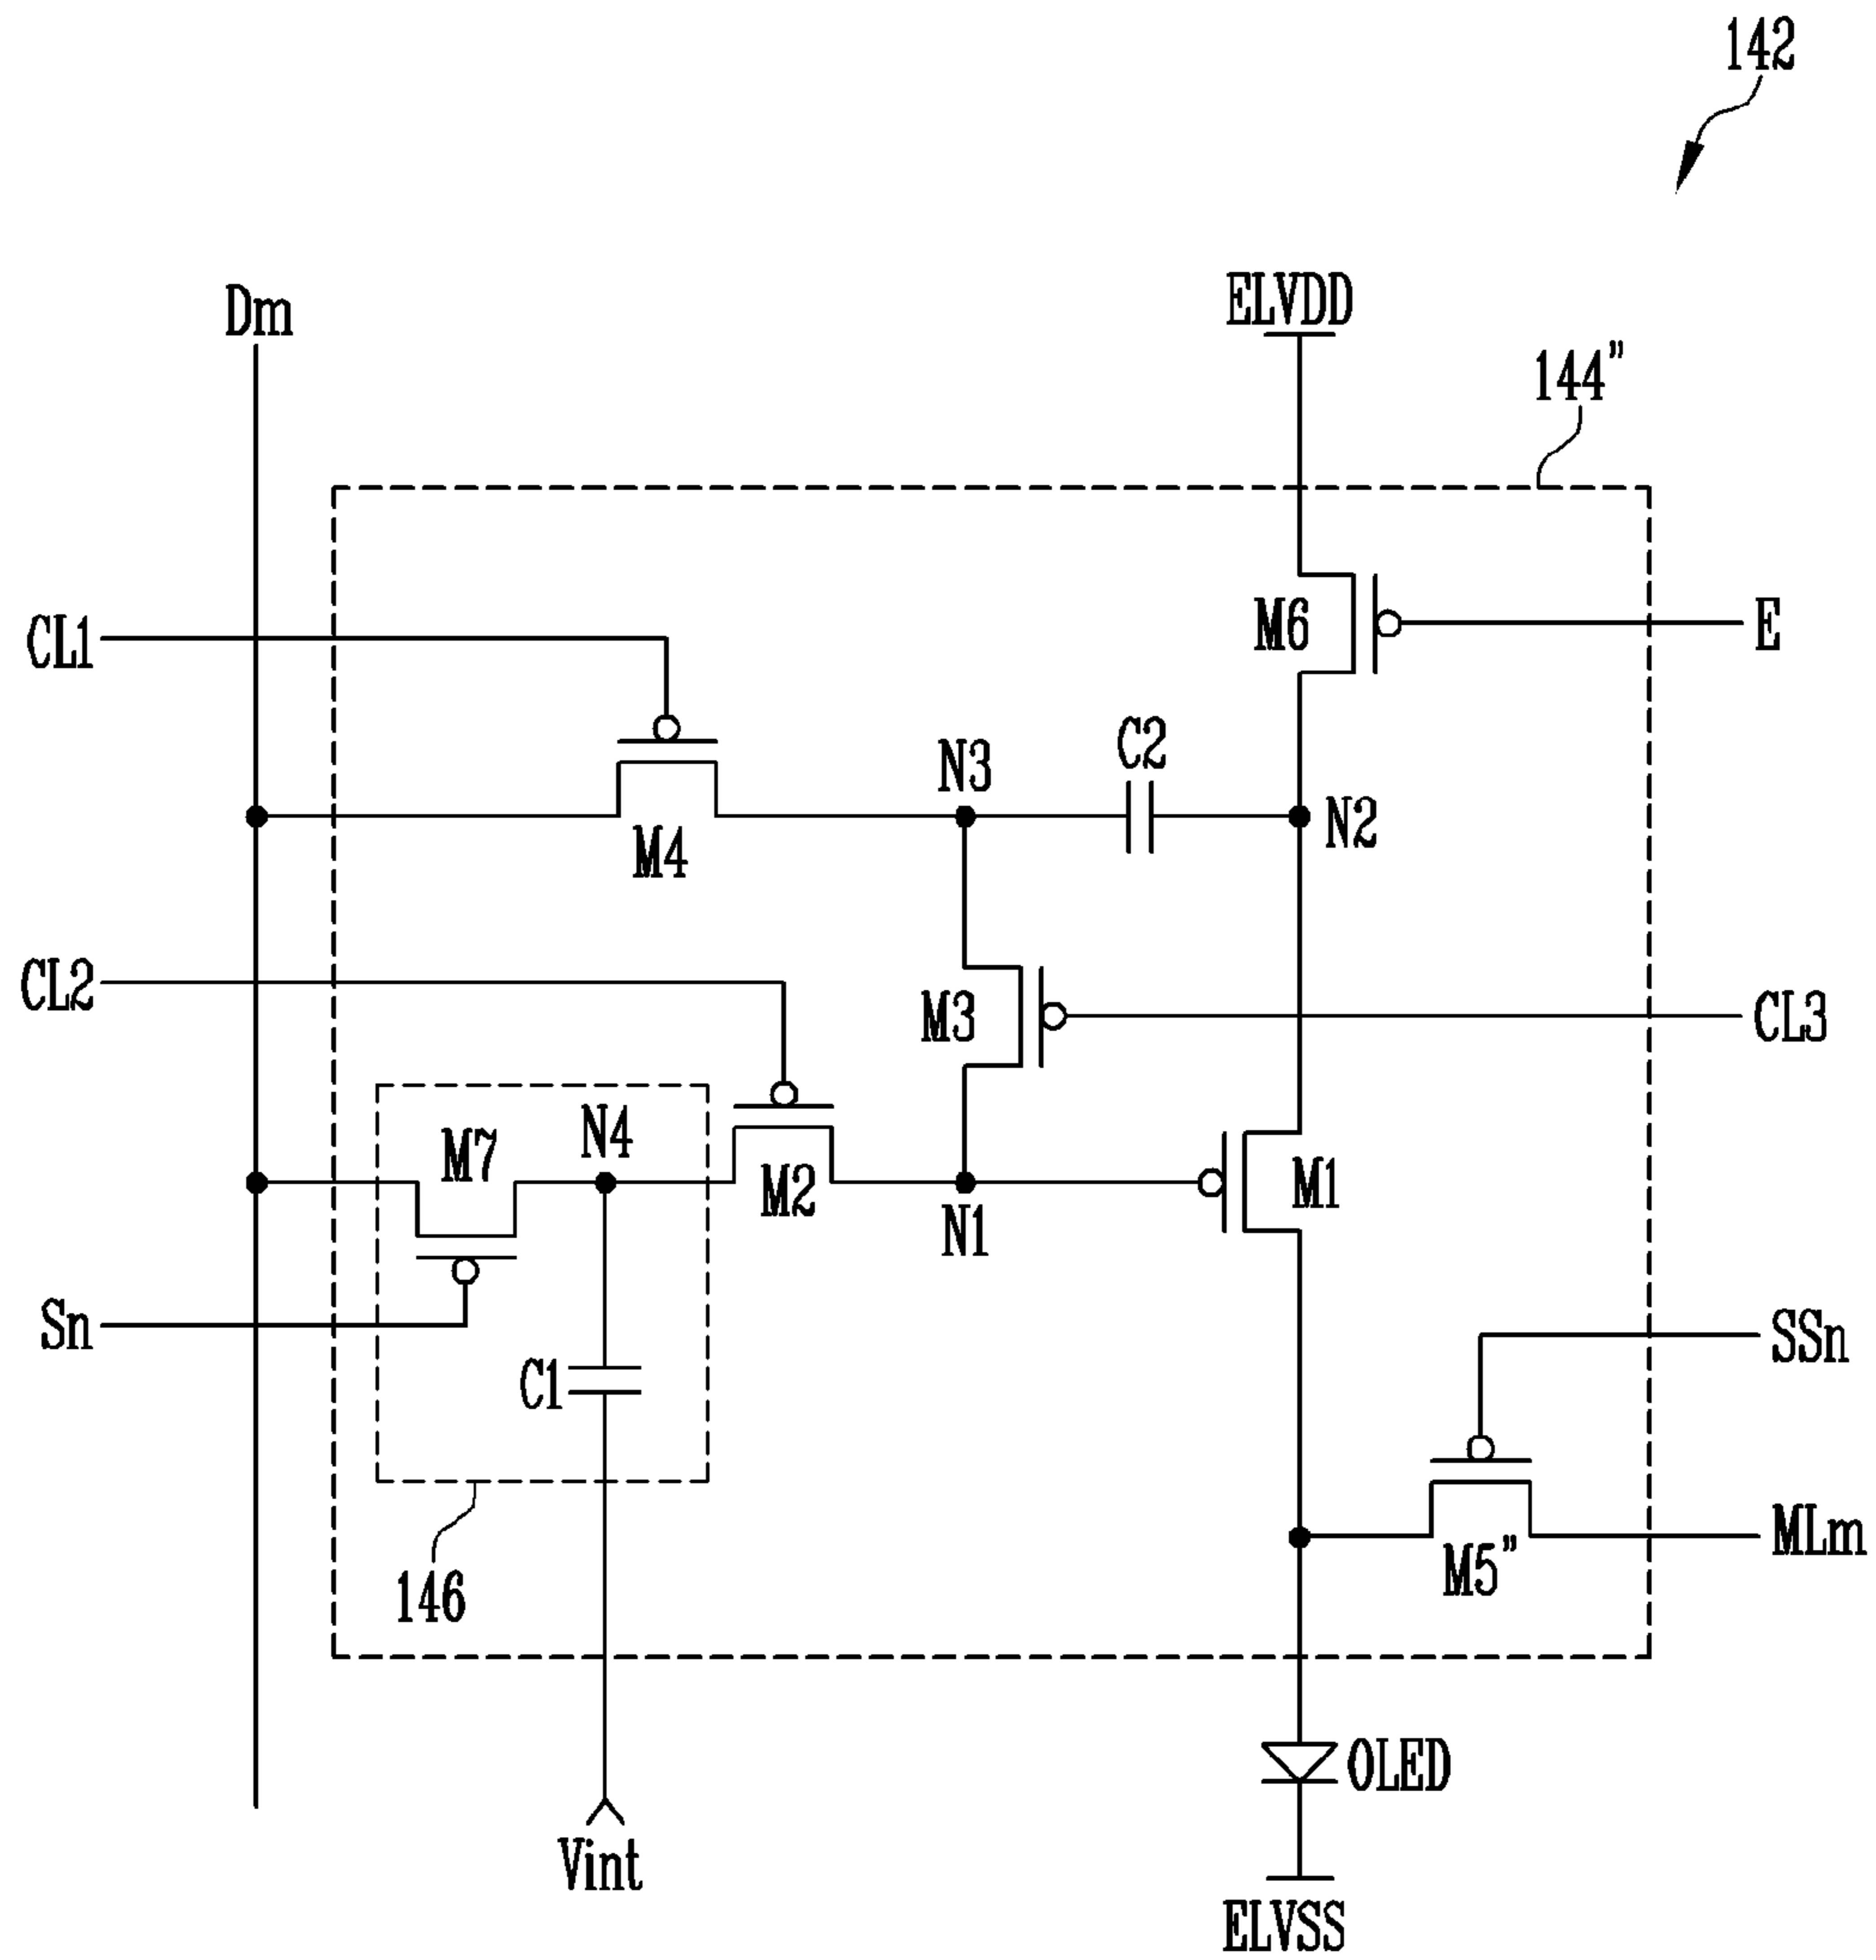 142
ELVDD
Dm
144"
M6
E
CL1
C2
N3
N2
M4
CL2
M3
CL3
N4
M7
M2
M1
N1
Sn
SSn
C1
MLm
M5"
146
OLED
Vint
ELVSS